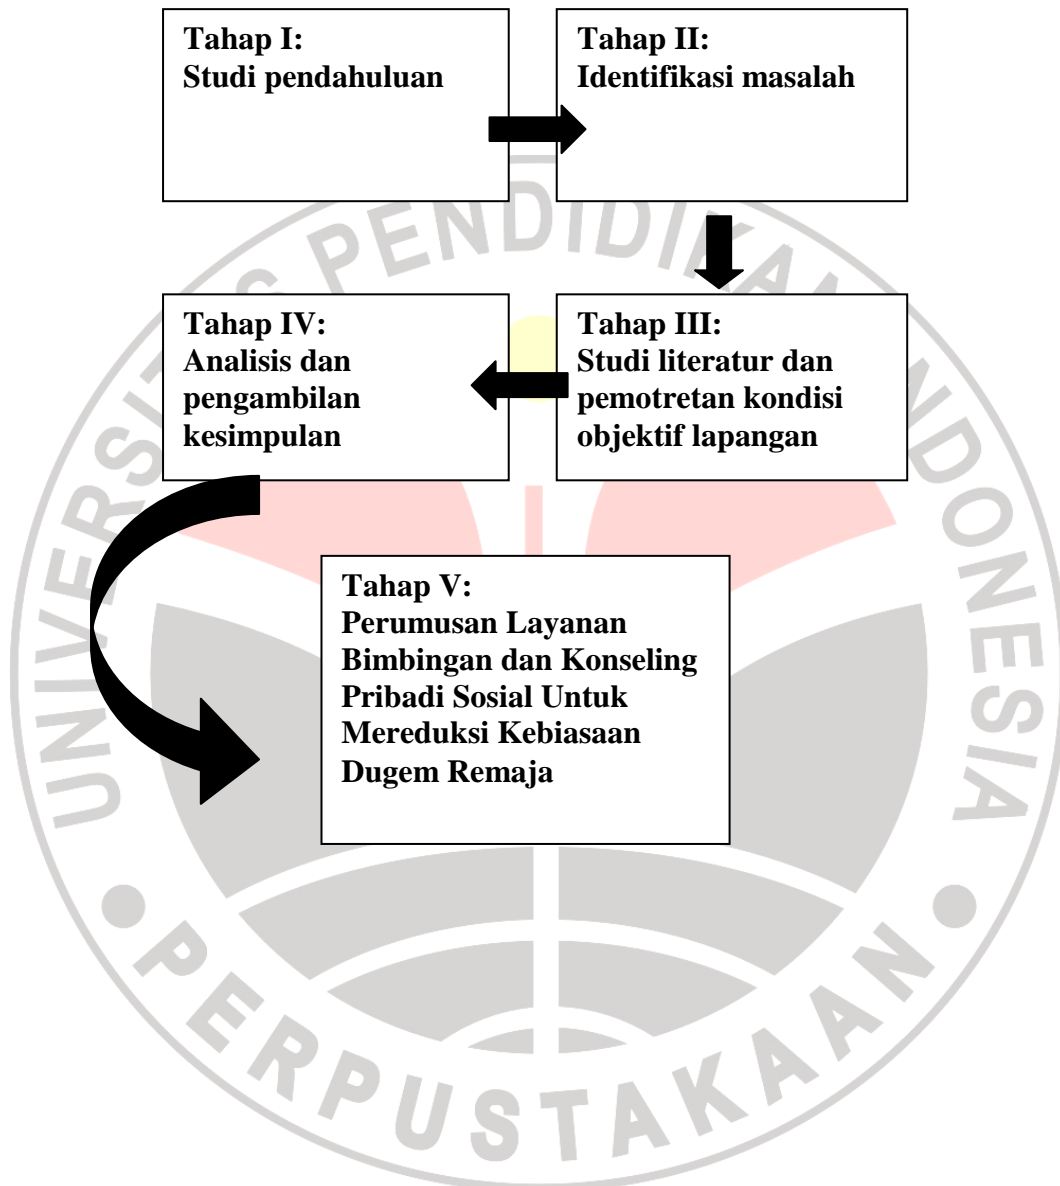 Tahap I:
Studi pendahuluan
Tahap II:
Identifikasi masalah
Tahap III:
Studi literatur dan
pemotretan kondisi
objektif lapangan
Tahap IV:
Analisis dan
pengambilan
kesimpulan
Tahap V:
Perumusan Layanan
Bimbingan dan Konseling
Pribadi Sosial Untuk
Mereduksi Kebiasaan
Dugem Remaja
UNIVERSITAS PENDIDIKAN INDONESIA
PERPUSTAKAAN